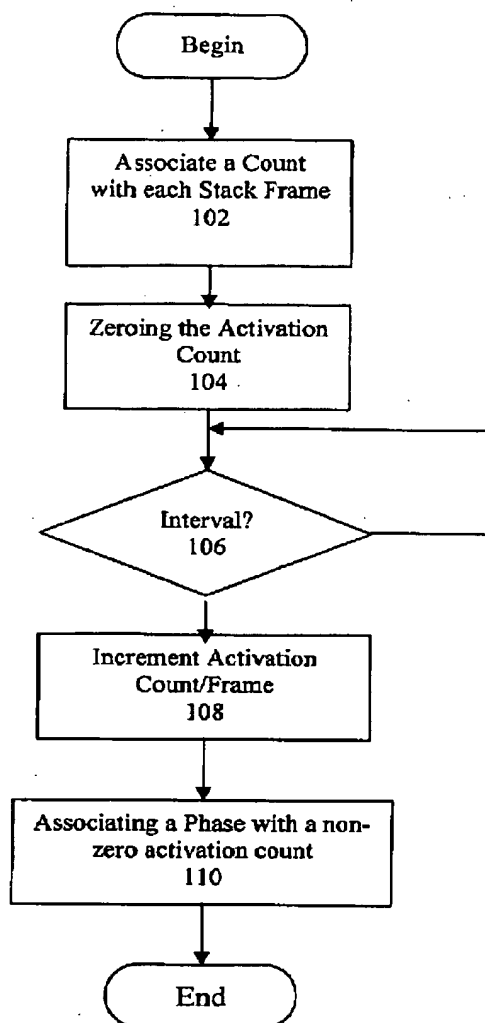 Begin
Associate a Count
with each Stack Frame
102
Zeroing the Activation
Count
104
Interval?
106
Increment Activation
Count/Frame
108
Associating a Phase with a non-
zero activation count
110
End